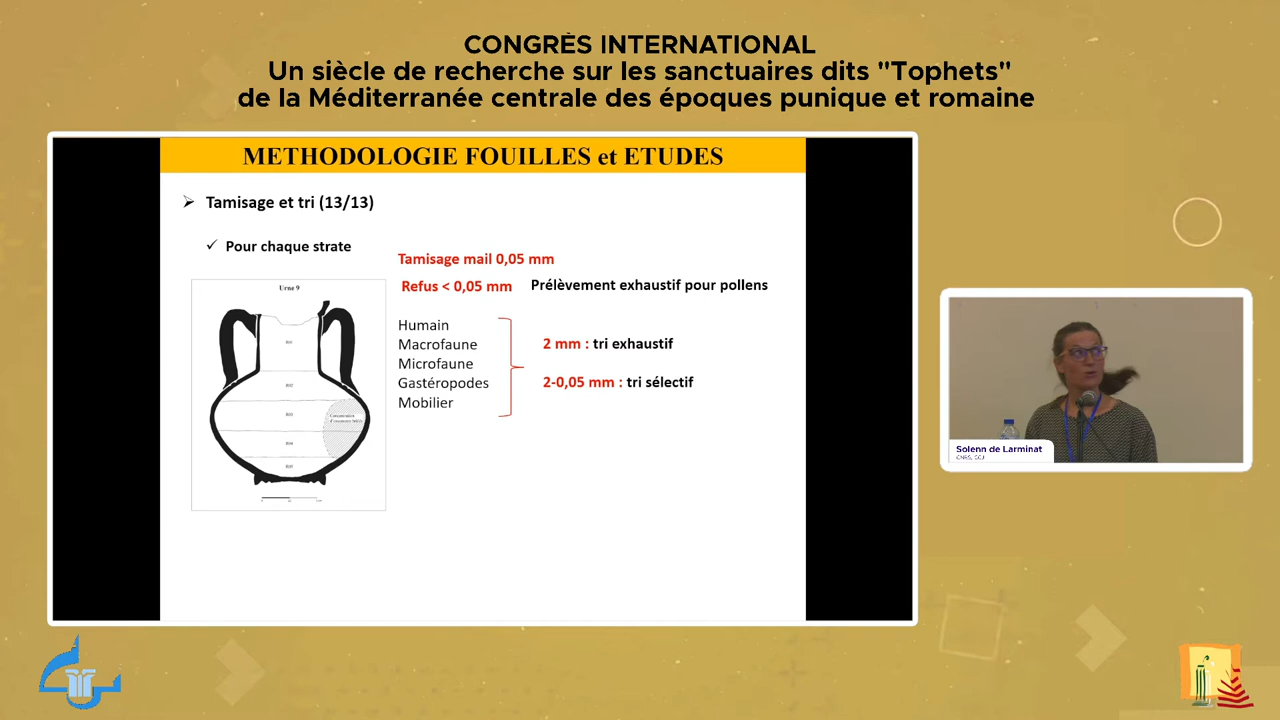 CONGRÈS INTERNATIONAL
Un siècle de recherche sur les sanctuaires dits "Tophets"
de la Méditerranée centrale des époques punique et romaine
METHODOLOGIE FOUILLES et ETUDES
Tamisage et tri (13/13)
✓ Pour chaque strate
Tamisage mail 0,05 mm
Refus < 0,05 mm Prélèvement exhaustif pour pollens
Urne 9
Humain
Macrofaune
Microfaune
Gastéropodes
Mobilier
2 mm : tri exhaustif
2-0,05 mm : tri sélectif
Solenn de Larminat
CNRS, CCJ